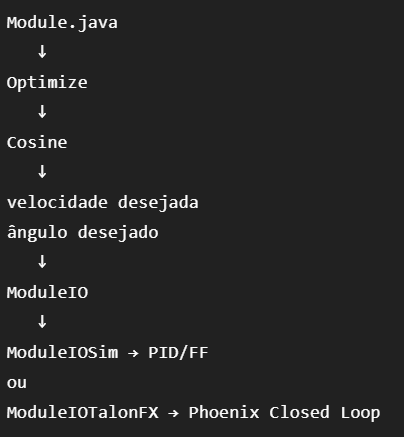 Module.java
↓
Optimize
↓
Cosine
↓
velocidade desejada
ângulo desejado
↓
ModuleIO
↓
ModuleIOSim → PID/FF
ou
ModuleIOTalonFX → Phoenix Closed Loop